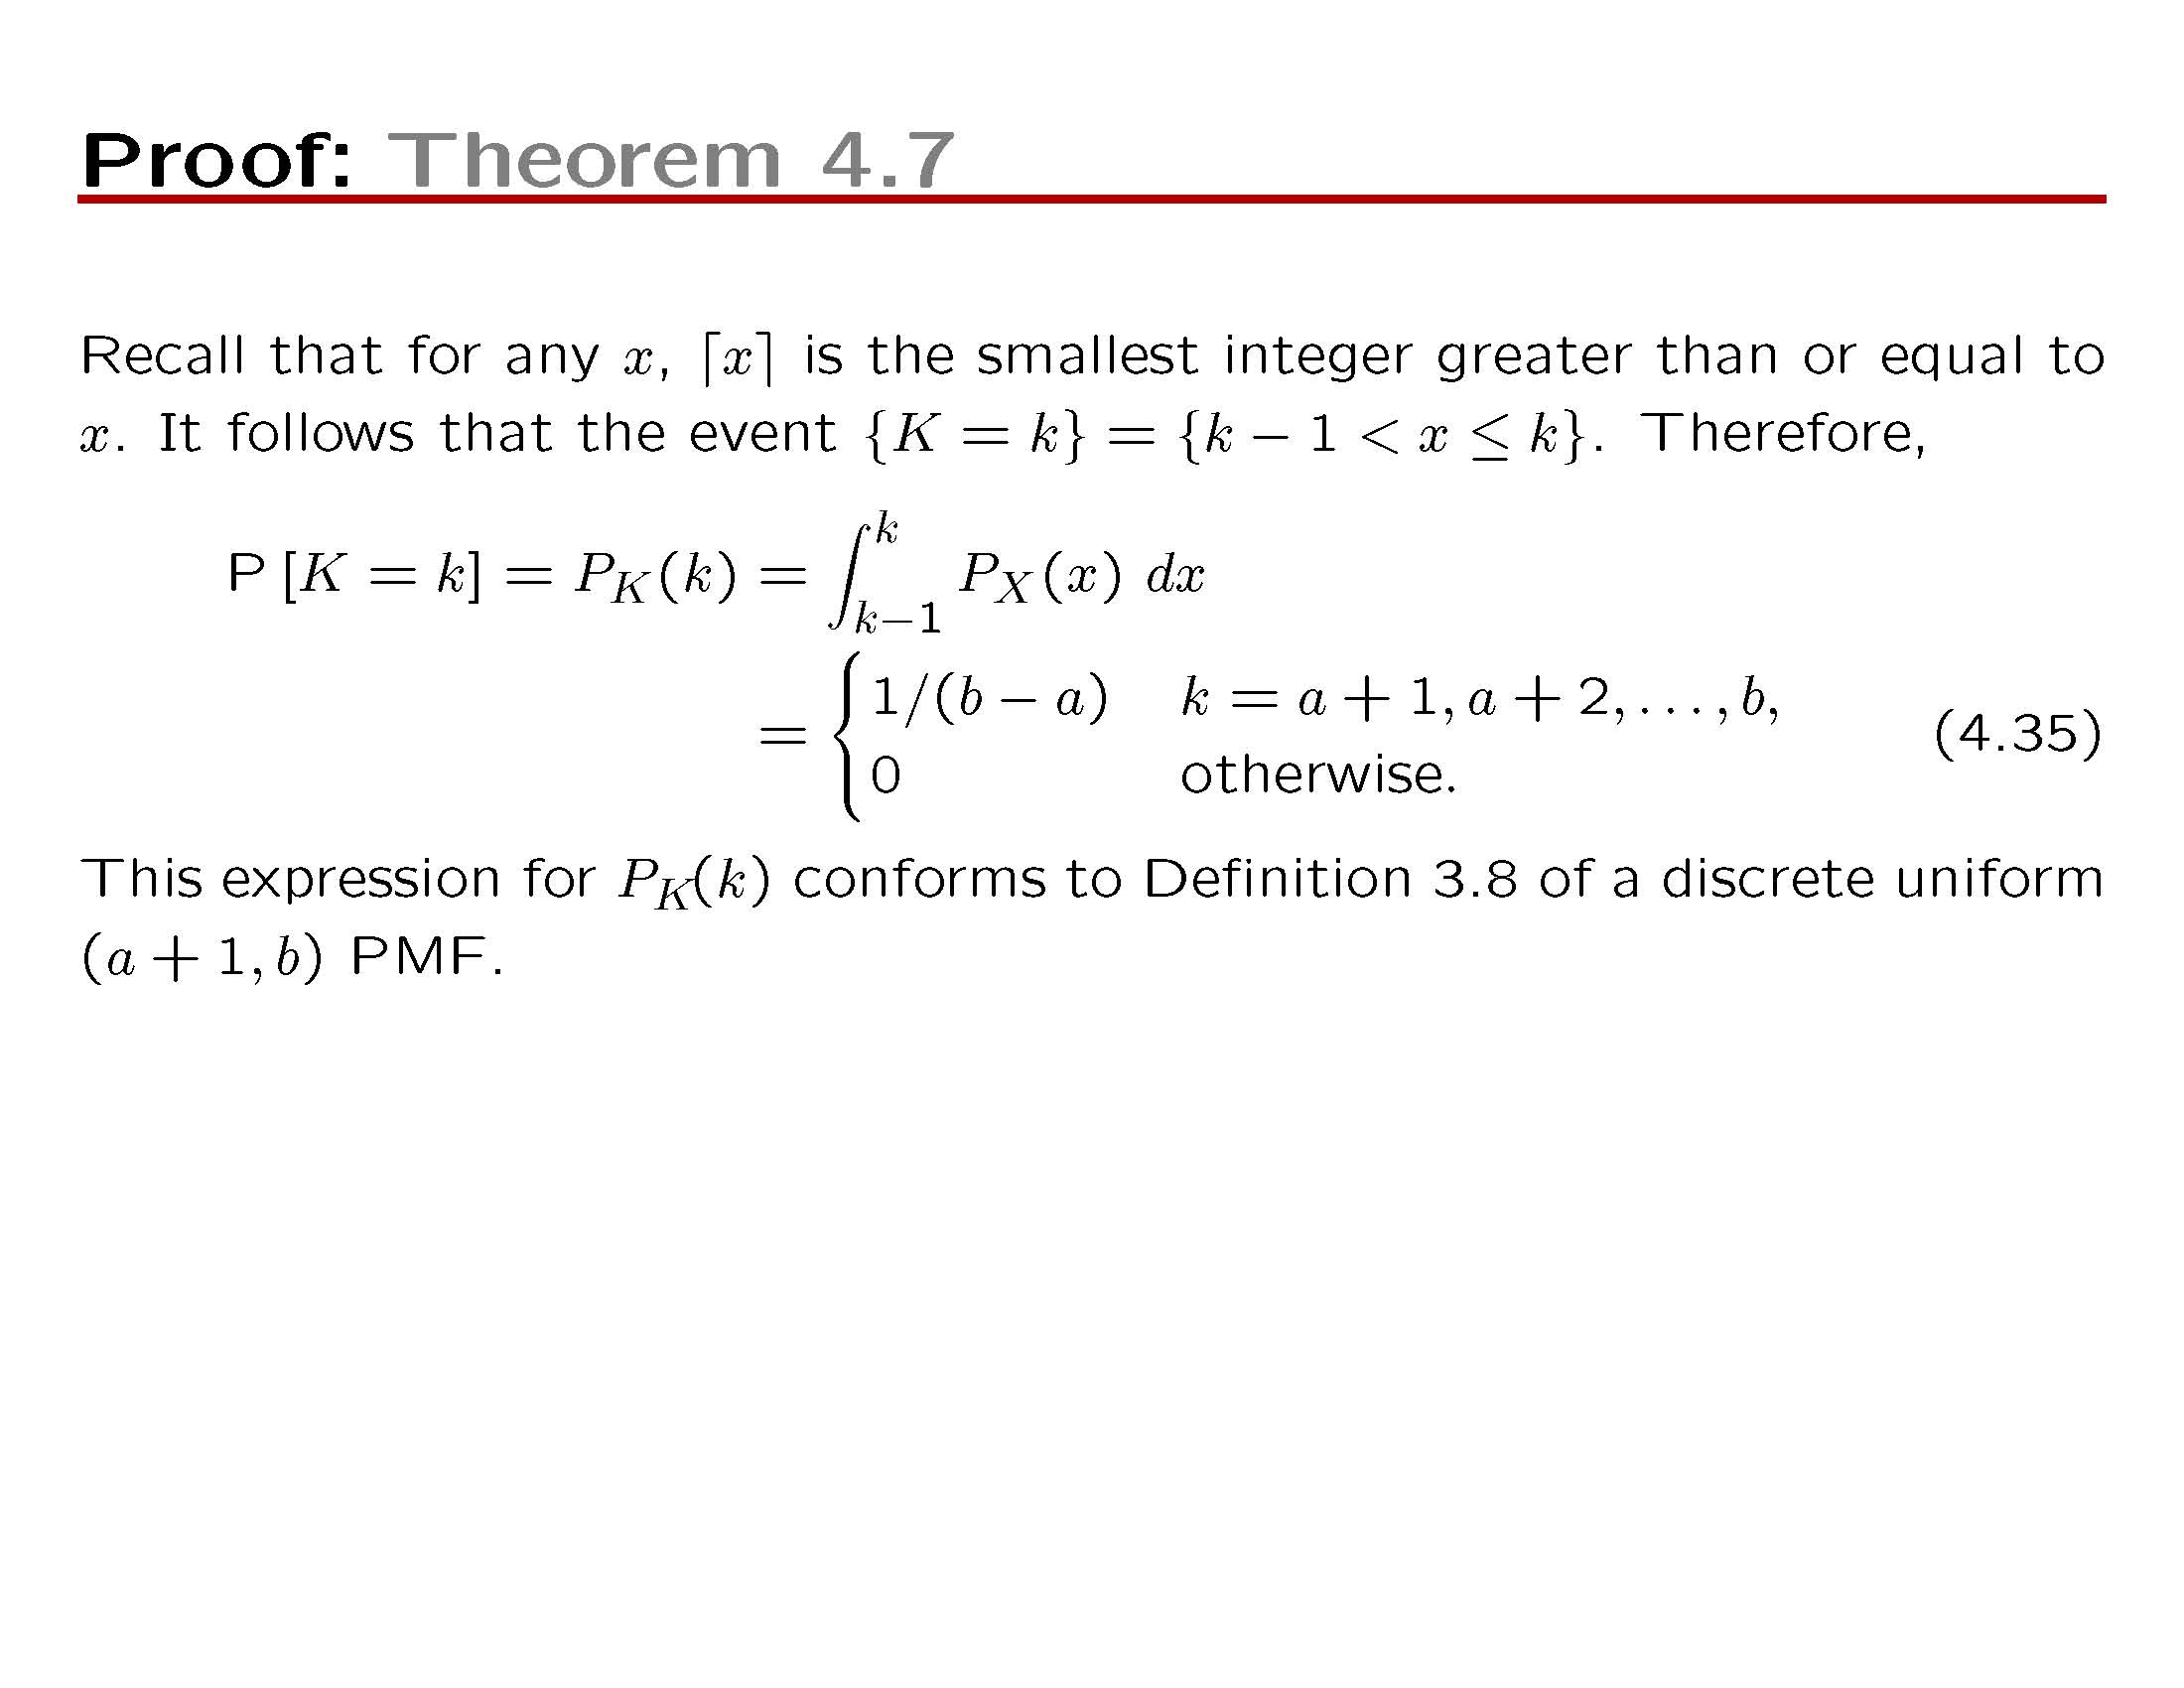 Proof: Theorem 4.7
Recall that for any x, ⌈x⌉ is the smallest integer greater than or equal to
x. It follows that the event {K = k} = {k − 1 < x ≤ k}. Therefore,
P [K = k] = P_K(k) = ∫_{k−1}^{k} P_X(x) dx
= { 1/(b − a) k = a + 1, a + 2, . . . , b,
0 otherwise. (4.35)
This expression for P_K(k) conforms to Definition 3.8 of a discrete uniform
(a + 1, b) PMF.